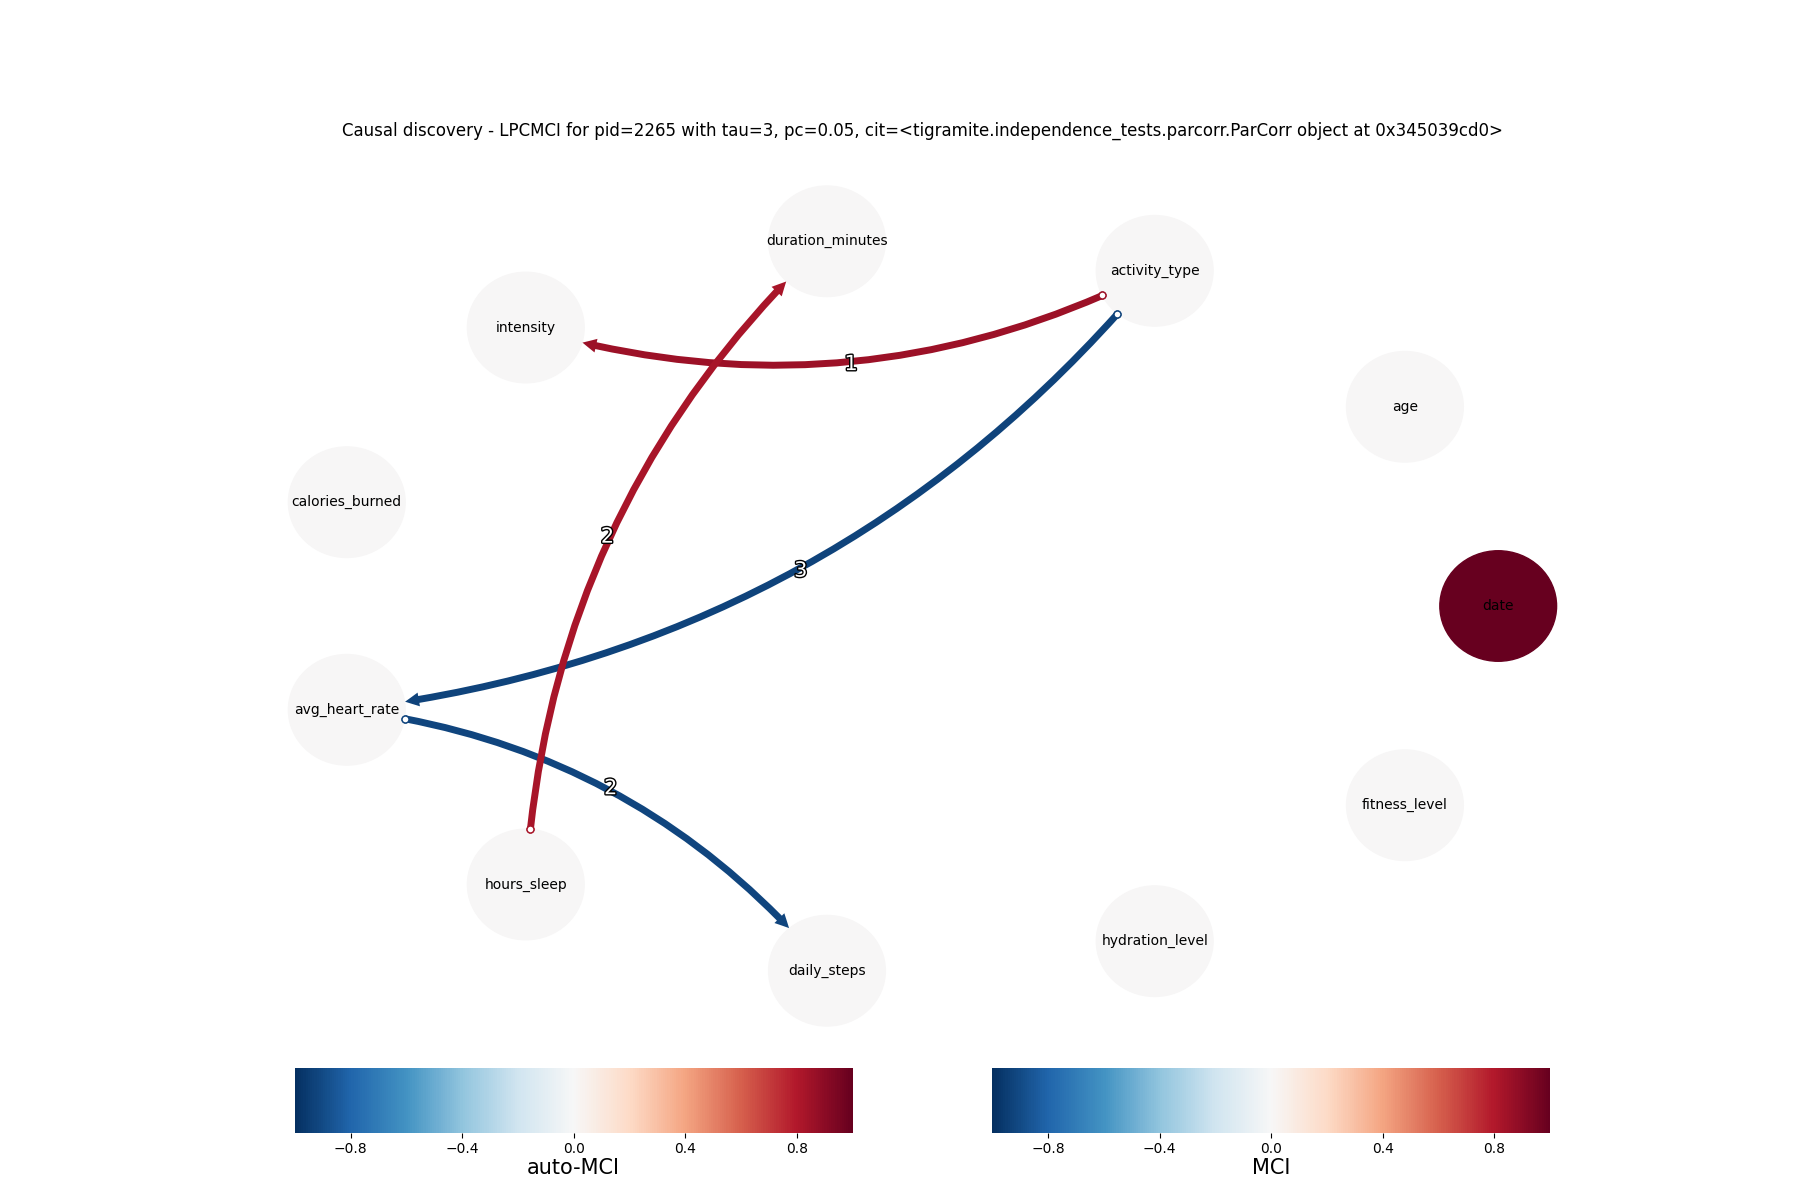 Causal discovery - LPCMCI for pid=2265 with tau=3, pc=0.05, cit=<tigramite.independence_tests.parcorr.ParCorr object at 0x345039cd0>
duration_minutes
activity_type
intensity
1
age
calories_burned
2
3
date
avg_heart_rate
2
fitness_level
hours_sleep
hydration_level
daily_steps
−0.8 −0.4 0.0 0.4 0.8
auto-MCI
−0.8 −0.4 0.0 0.4 0.8
MCI